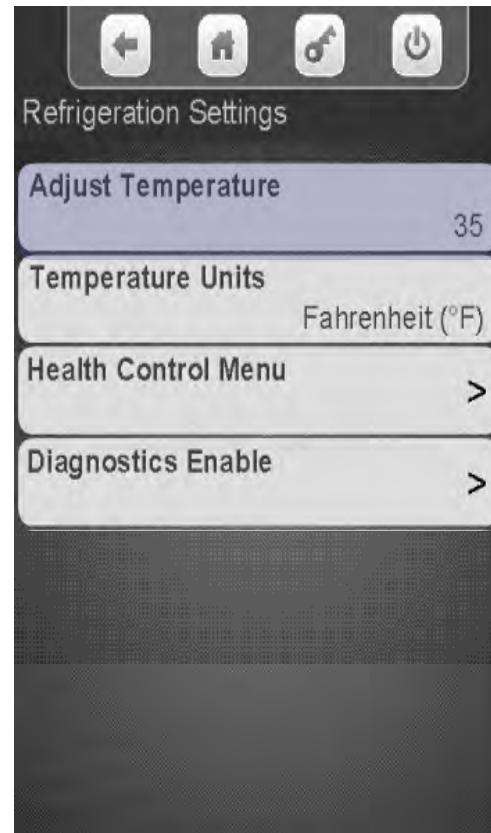 Refrigeration Settings
Adjust Temperature
35
Temperature Units
Fahrenheit (°F)
Health Control Menu
>
Diagnostics Enable
>